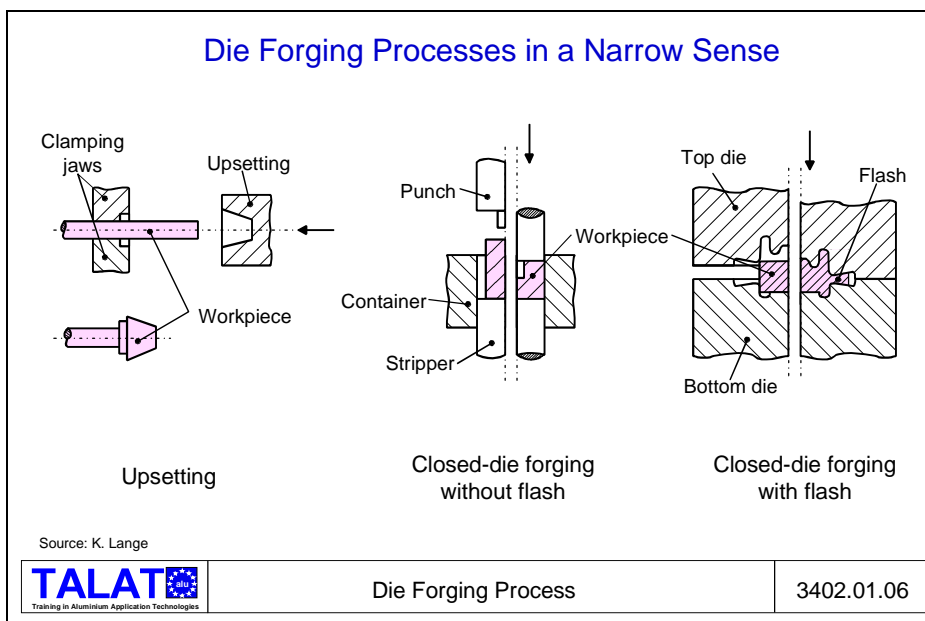 Die Forging Processes in a Narrow Sense
Clamping
jaws
Upsetting
Workpiece
Upsetting
Punch
Container
Stripper
Workpiece
Closed-die forging
without flash
Top die
Flash
Bottom die
Closed-die forging
with flash
Source: K. Lange
TALAT
alu
Training in Aluminium Application Technologies
Die Forging Process
3402.01.06